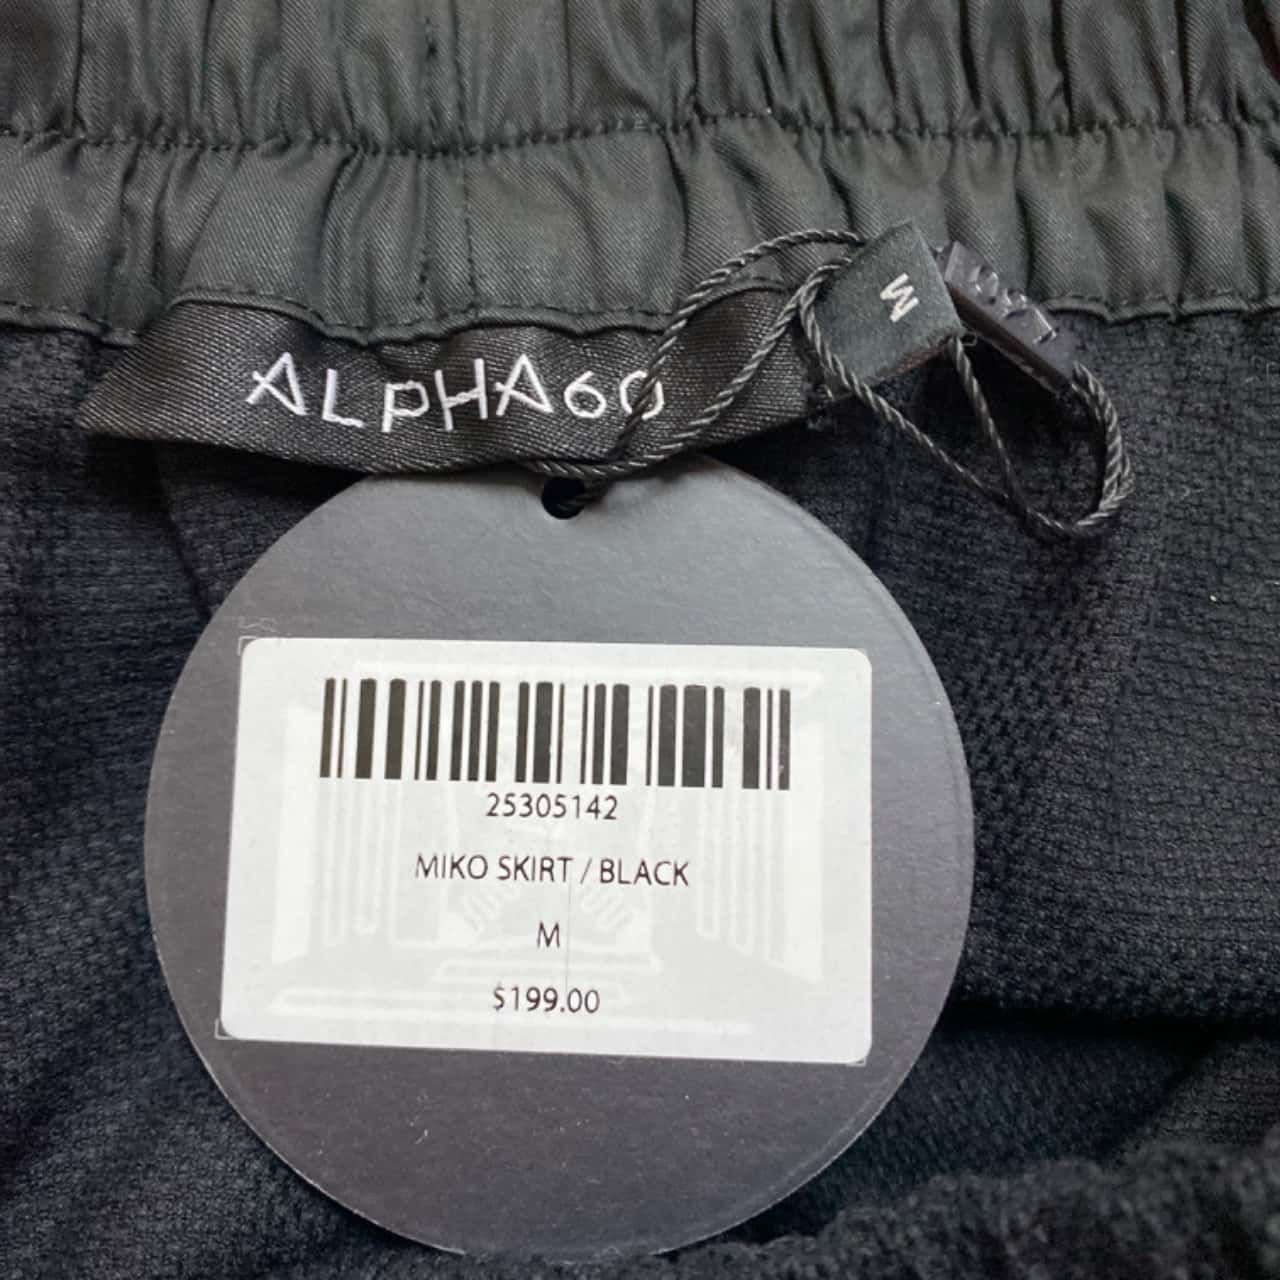 M
ALPHA60
25305142
MIKO SKIRT / BLACK
M
$199.00